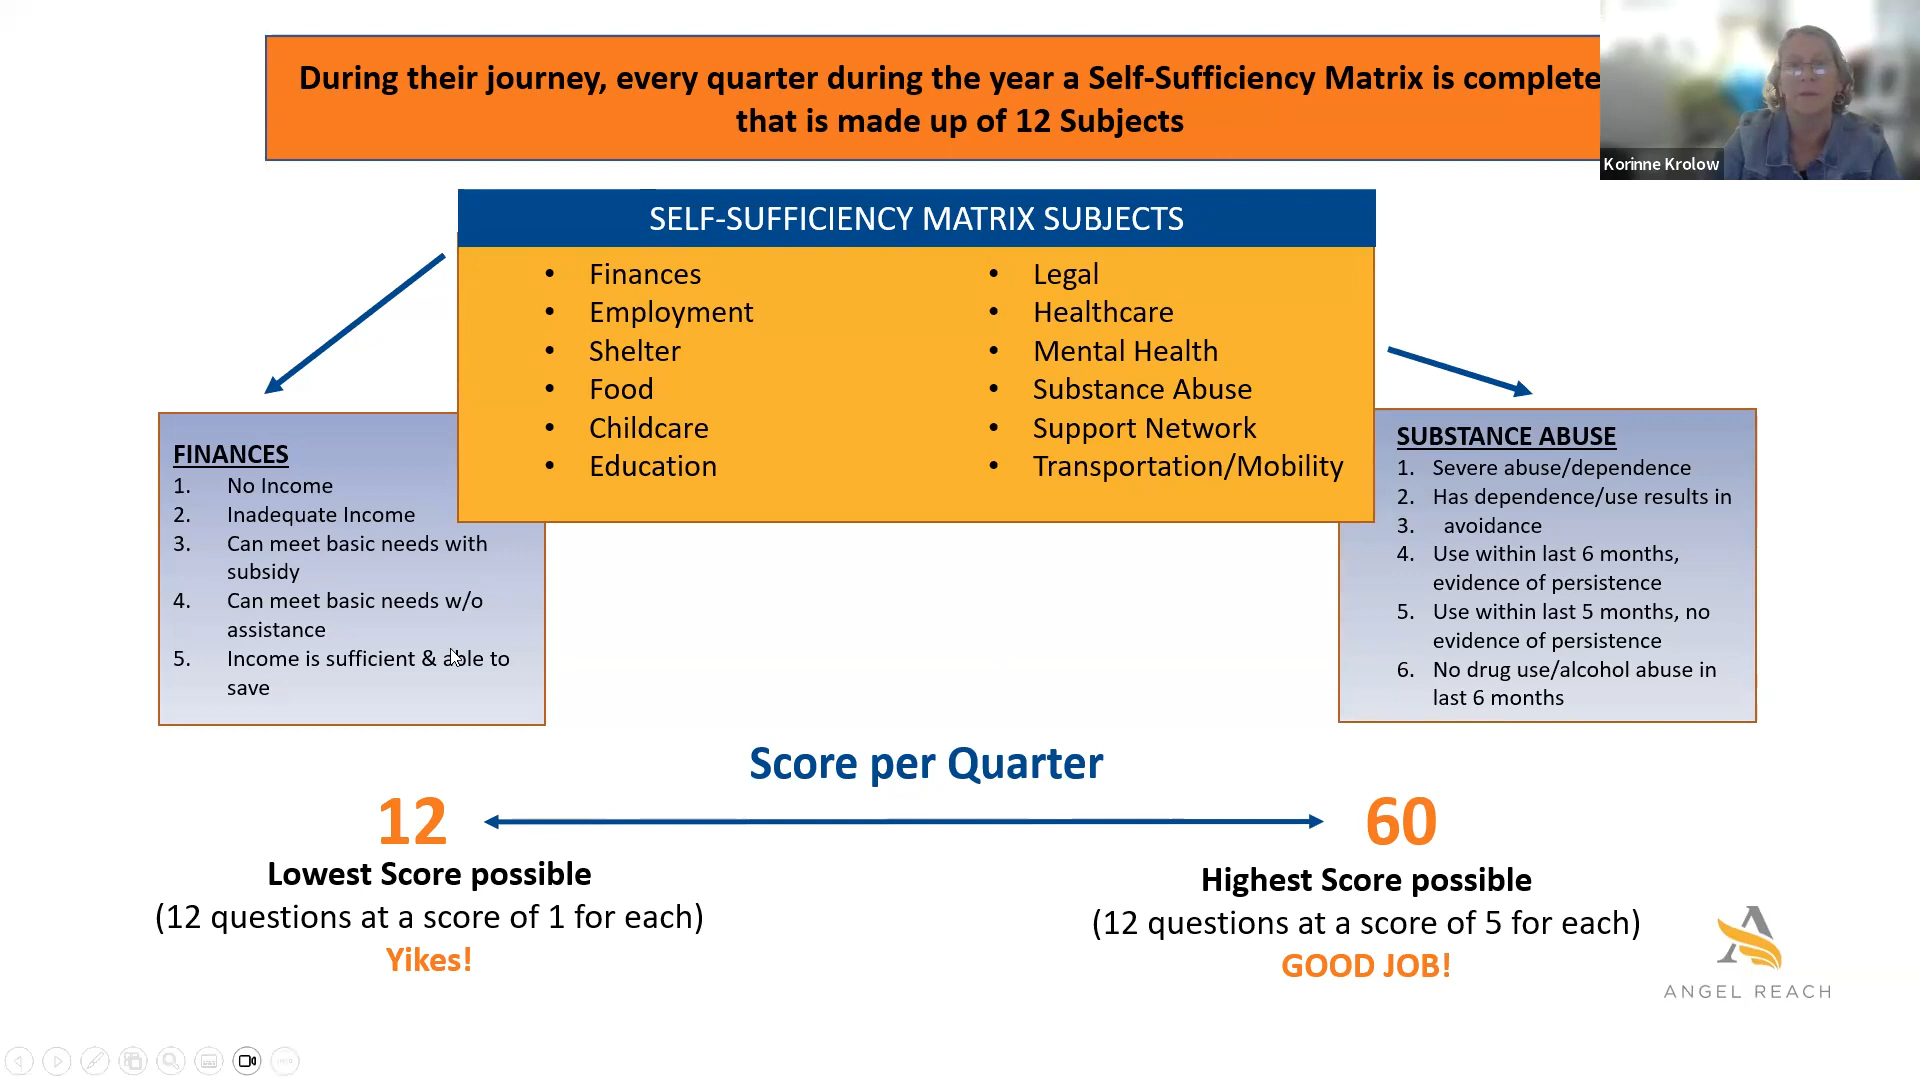 During their journey, every quarter during the year a Self-Sufficiency Matrix is complete
that is made up of 12 Subjects
Korinne Krolow
SELF-SUFFICIENCY MATRIX SUBJECTS
• Finances
• Employment
• Shelter
• Food
• Childcare
• Education
• Legal
• Healthcare
• Mental Health
• Substance Abuse
• Support Network
• Transportation/Mobility
FINANCES
1. No Income
2. Inadequate Income
3. Can meet basic needs with
subsidy
4. Can meet basic needs w/o
assistance
5. Income is sufficient & able to
save
SUBSTANCE ABUSE
1. Severe abuse/dependence
2. Has dependence/use results in
3. avoidance
4. Use within last 6 months,
evidence of persistence
5. Use within last 5 months, no
evidence of persistence
6. No drug use/alcohol abuse in
last 6 months
Score per Quarter
12
Lowest Score possible
(12 questions at a score of 1 for each)
Yikes!
60
Highest Score possible
(12 questions at a score of 5 for each)
GOOD JOB!
ANGEL REACH